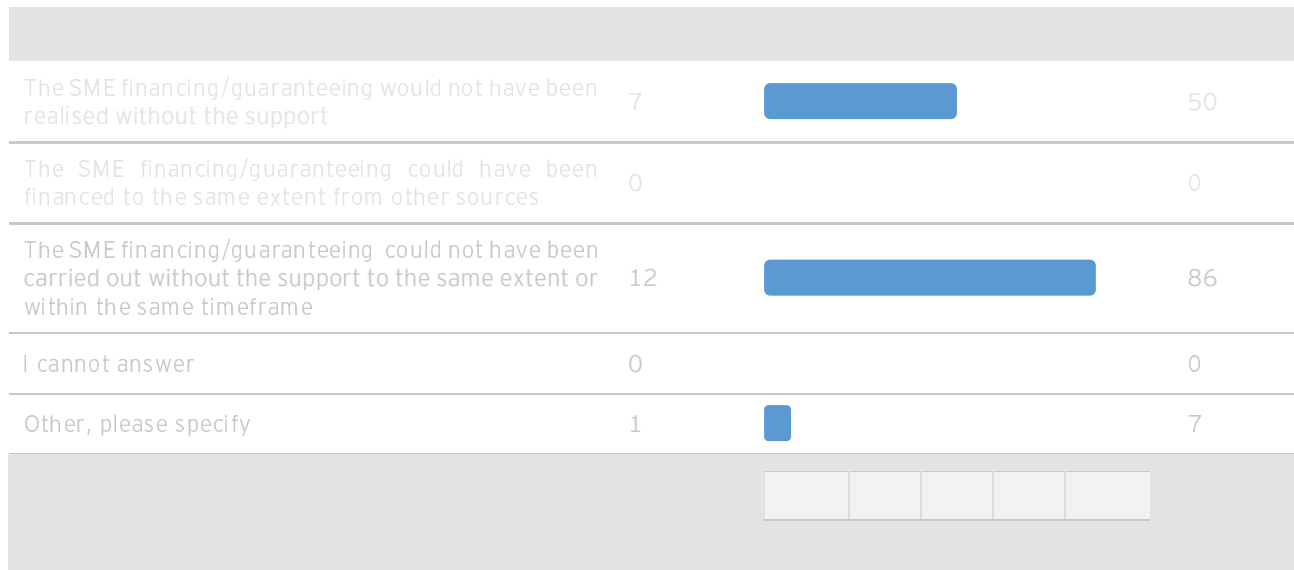 The SME financing/guaranteeing would not have been
realised without the support
7
50
The SME financing/guaranteeing could have been
financed to the same extent from other sources
0
0
The SME financing/guaranteeing could not have been
carried out without the support to the same extent or
within the same timeframe
12
86
I cannot answer
0
0
Other, please specify
1
7